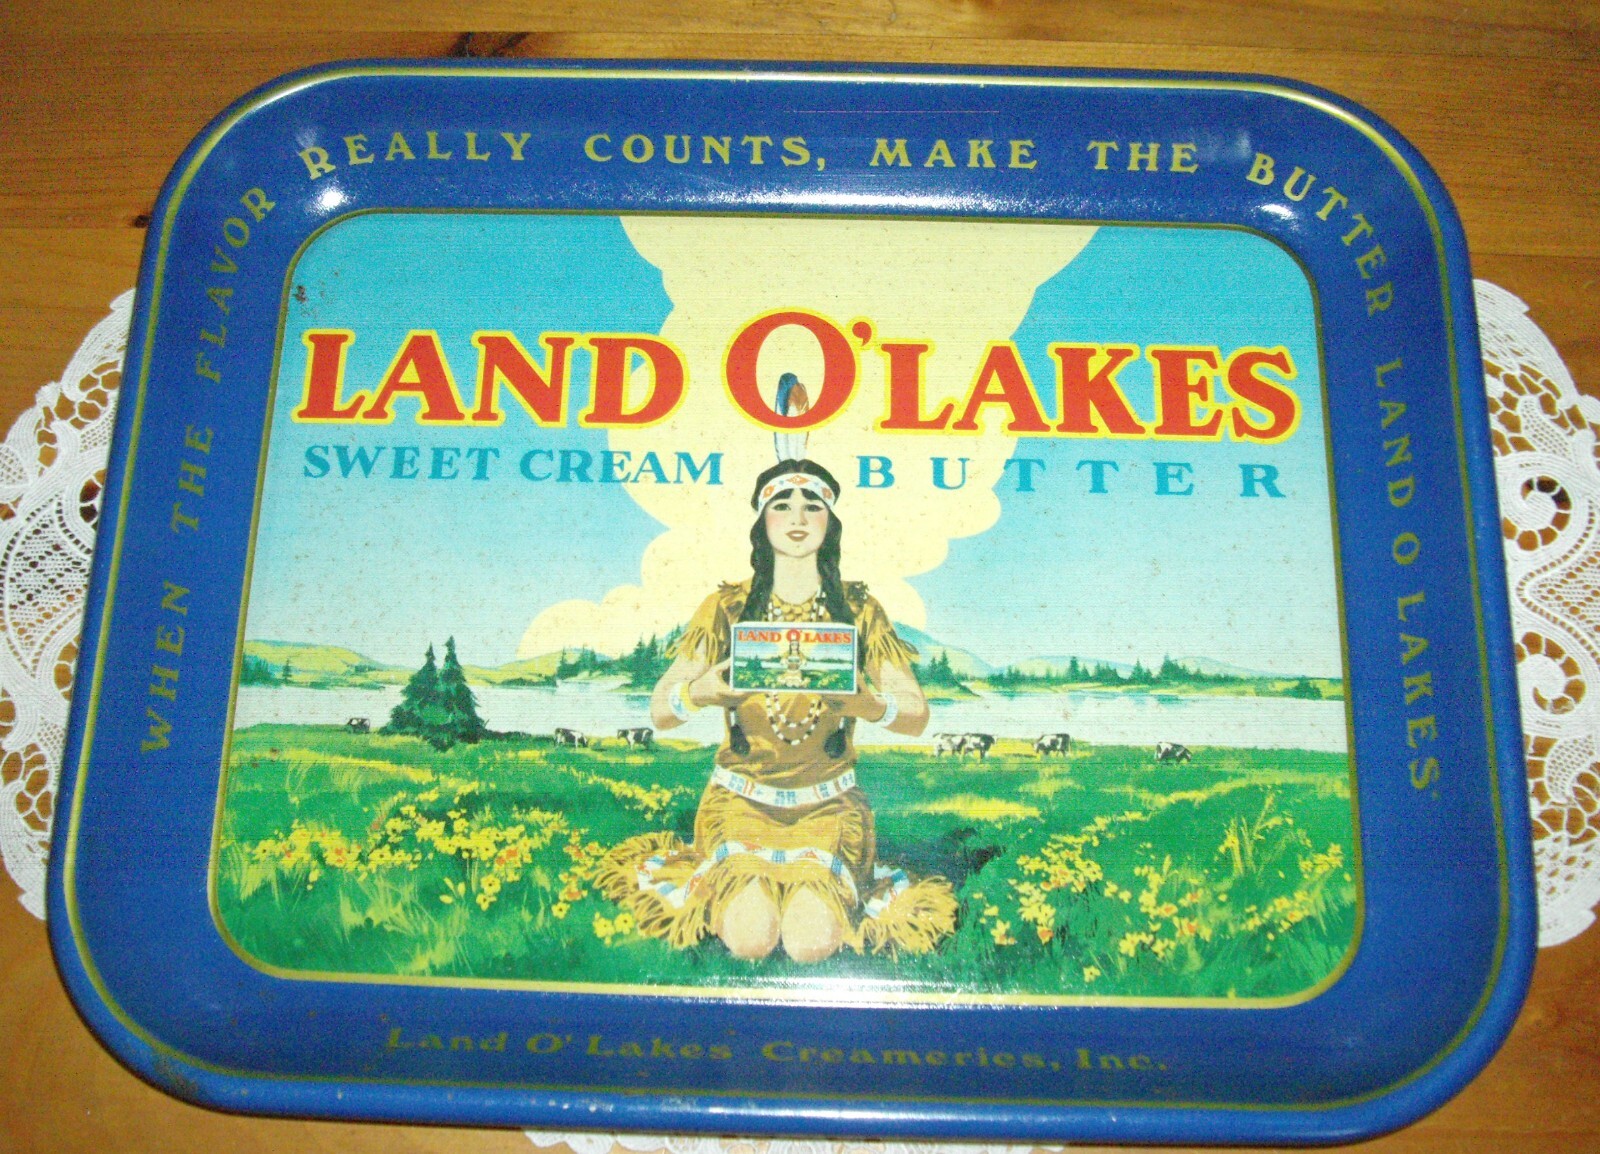 WHEN THE FLAVOR REALLY COUNTS, MAKE THE BUTTER LAND O LAKES
LAND O'LAKES
SWEET CREAM BUTTER
LAND O'LAKES
Land O'Lakes Creameries, Inc.